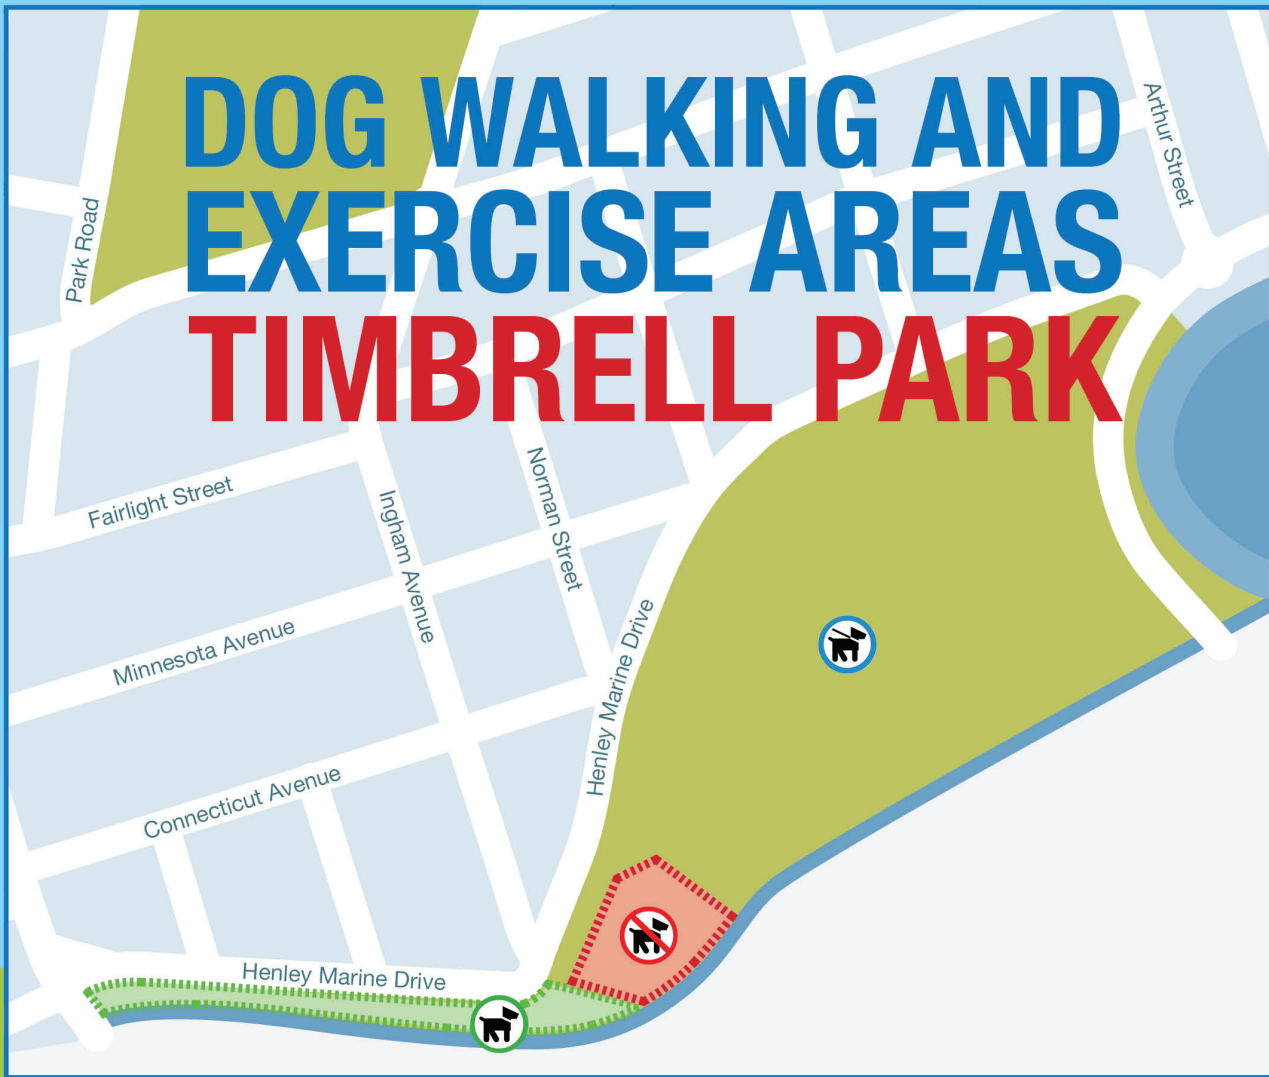 DOG WALKING AND
EXERCISE AREAS
TIMBRELL PARK
Arthur Street
Park Road
Fairlight Street
Ingham Avenue
Norman Street
Minnesota Avenue
Henley Marine Drive
Connecticut Avenue
Henley Marine Drive